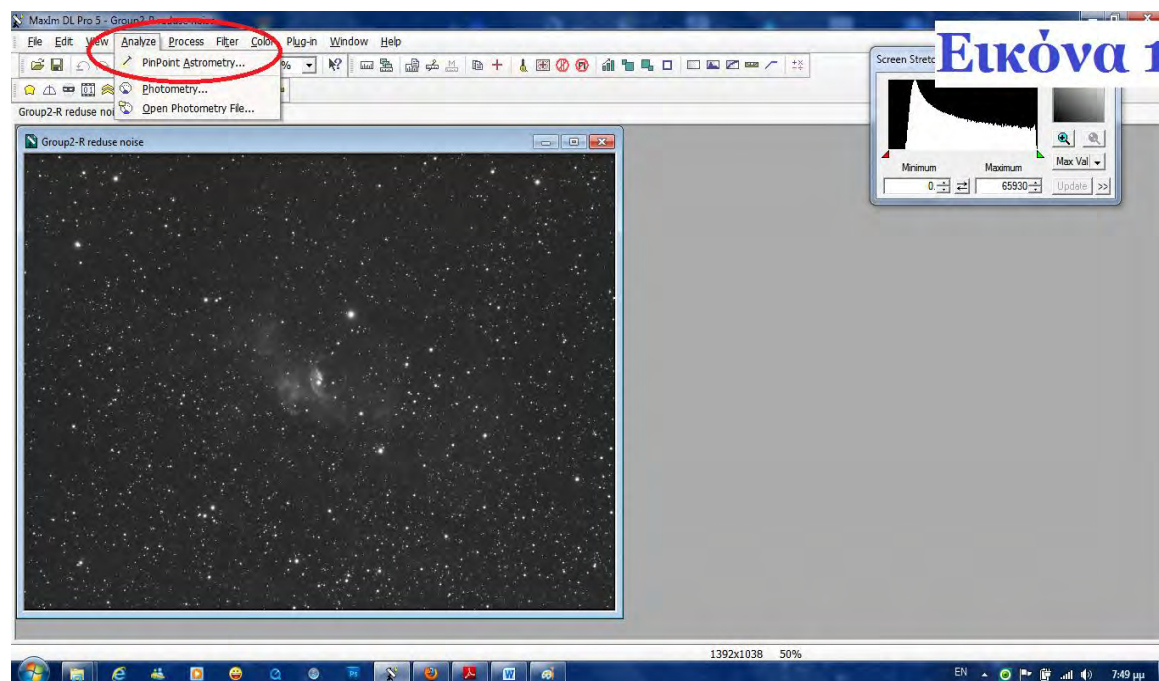 MaxIm DL Pro 5 - Group2-R reduse noise
File Edit View Analyze Process Filter Color Plug-in Window Help
PinPoint Astrometry...
%
Photometry...
Open Photometry File...
Εικόνα 1
Screen Stretc
Group2-R reduse noi
Group2-R reduse noise
Minimum Maximum
Max Val
0. 65930
Update >>
1392x1038 50%
EN 7:49 μμ